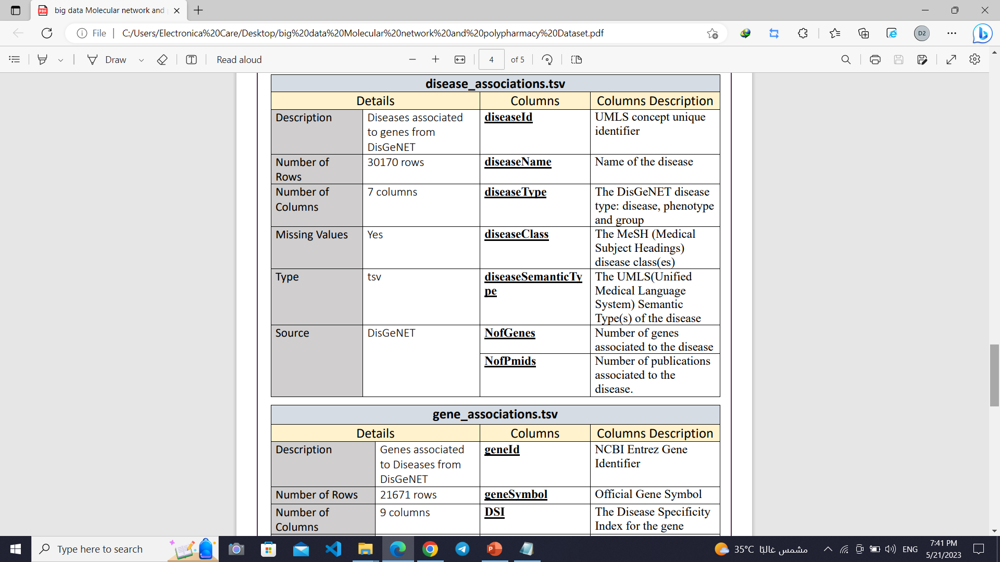 big data Molecular network and
File
C:/Users/Electronica%20Care/Desktop/big%20data%20Molecular%20network%20and%20polypharmacy%20Dataset.pdf
D2
Draw
Read aloud
4
of 5
disease_associations.tsv
Details
Columns
Columns Description
Description
Diseases associated
to genes from
DisGeNET
diseaseId
UMLS concept unique
identifier
Number of
Rows
30170 rows
diseaseName
Name of the disease
Number of
Columns
7 columns
diseaseType
The DisGeNET disease
type: disease, phenotype
and group
Missing Values
Yes
diseaseClass
The MeSH (Medical
Subject Headings)
disease class(es)
Type
tsv
diseaseSemanticTy
pe
The UMLS(Unified
Medical Language
System) Semantic
Type(s) of the disease
Source
DisGeNET
NofGenes
Number of genes
associated to the disease
NofPmids
Number of publications
associated to the
disease.
gene_associations.tsv
Details
Columns
Columns Description
Description
Genes associated
to Diseases from
DisGeNET
geneId
NCBI Entrez Gene
Identifier
Number of Rows
21671 rows
geneSymbol
Official Gene Symbol
Number of
Columns
9 columns
DSI
The Disease Specificity
Index for the gene
Type here to search
35°C مشمس غالبًا
ENG
7:41 PM
5/21/2023